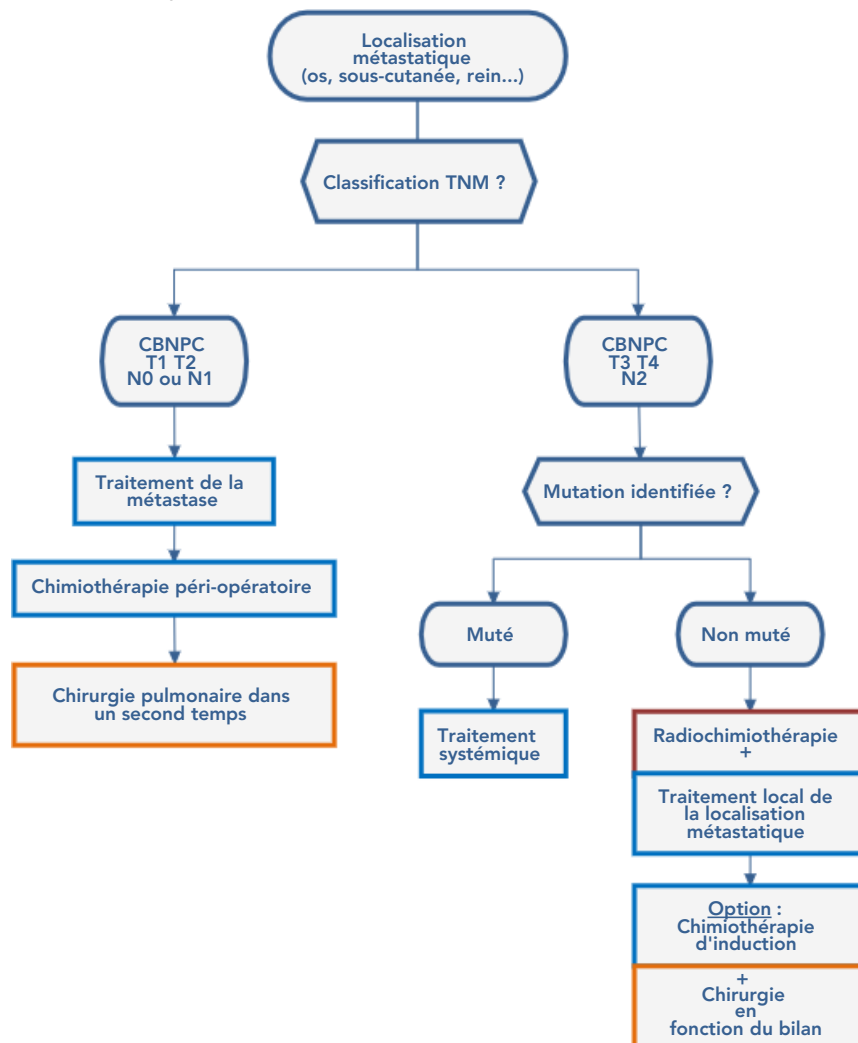 Localisation
métastatique
(os, sous-cutanée, rein...)
Classification TNM ?
CBNPC
T1 T2
N0 ou N1
Traitement de la
métastase
Chimiothérapie péri-opératoire
Chirurgie pulmonaire dans
un second temps
CBNPC
T3 T4
N2
Mutation identifiée ?
Muté
Traitement
systémique
Non muté
Radiochimiothérapie
+
Traitement local de
la localisation
métastatique
Option :
Chimiothérapie
d'induction
+
Chirurgie
en
fonction du bilan